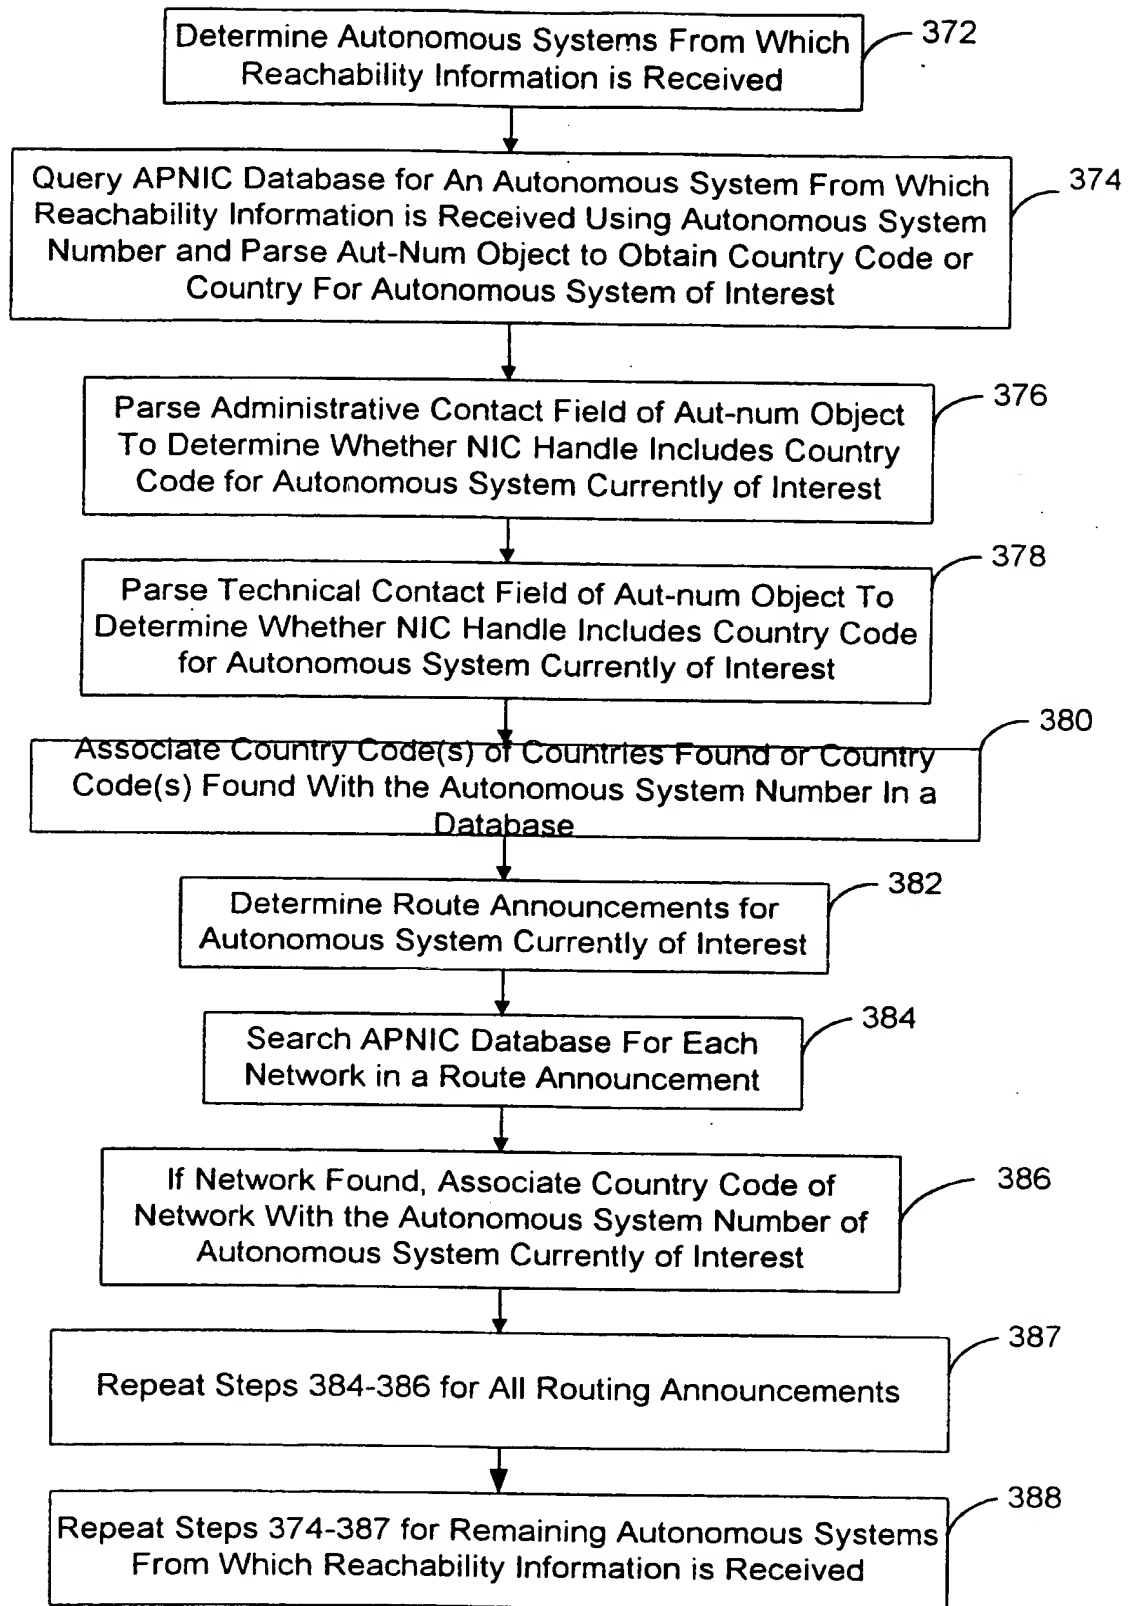 Determine Autonomous Systems From Which
Reachability Information is Received
372
Query APNIC Database for An Autonomous System From Which
Reachability Information is Received Using Autonomous System
Number and Parse Aut-Num Object to Obtain Country Code or
Country For Autonomous System of Interest
374
Parse Administrative Contact Field of Aut-num Object
To Determine Whether NIC Handle Includes Country
Code for Autonomous System Currently of Interest
376
Parse Technical Contact Field of Aut-num Object To
Determine Whether NIC Handle Includes Country Code
for Autonomous System Currently of Interest
378
Associate Country Code(s) of Countries Found or Country
Code(s) Found With the Autonomous System Number In a
Database
380
Determine Route Announcements for
Autonomous System Currently of Interest
382
Search APNIC Database For Each
Network in a Route Announcement
384
If Network Found, Associate Country Code of
Network With the Autonomous System Number of
Autonomous System Currently of Interest
386
Repeat Steps 384-386 for All Routing Announcements
387
Repeat Steps 374-387 for Remaining Autonomous Systems
From Which Reachability Information is Received
388